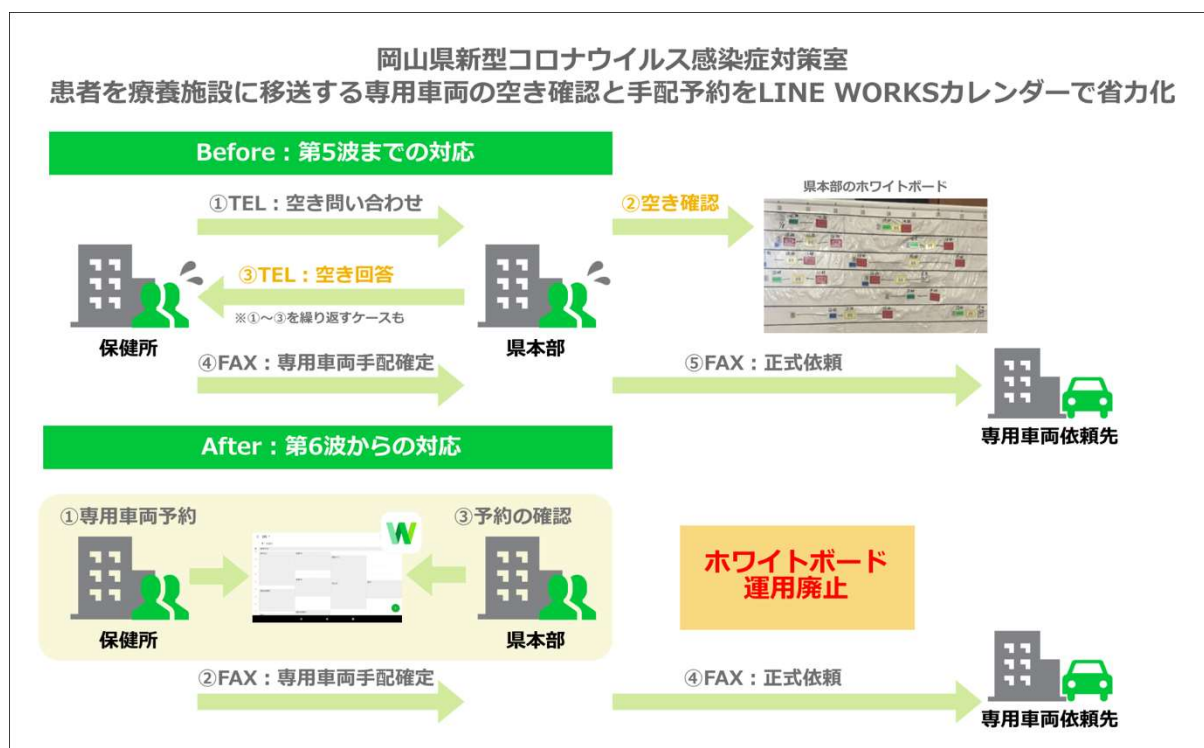 岡山県新型コロナウイルス感染症対策室
患者を療養施設に移送する専用車両の空き確認と手配予約をLINE WORKSカレンダーで省力化
Before：第5波までの対応
①TEL：空き問い合わせ
②空き確認
県本部のホワイトボード
③TEL：空き回答
※①～③を繰り返すケースも
保健所
県本部
④FAX：専用車両手配確定
⑤FAX：正式依頼
専用車両依頼先
After：第6波からの対応
①専用車両予約
③予約の確認
W
ホワイトボード
運用廃止
保健所
県本部
②FAX：専用車両手配確定
④FAX：正式依頼
専用車両依頼先